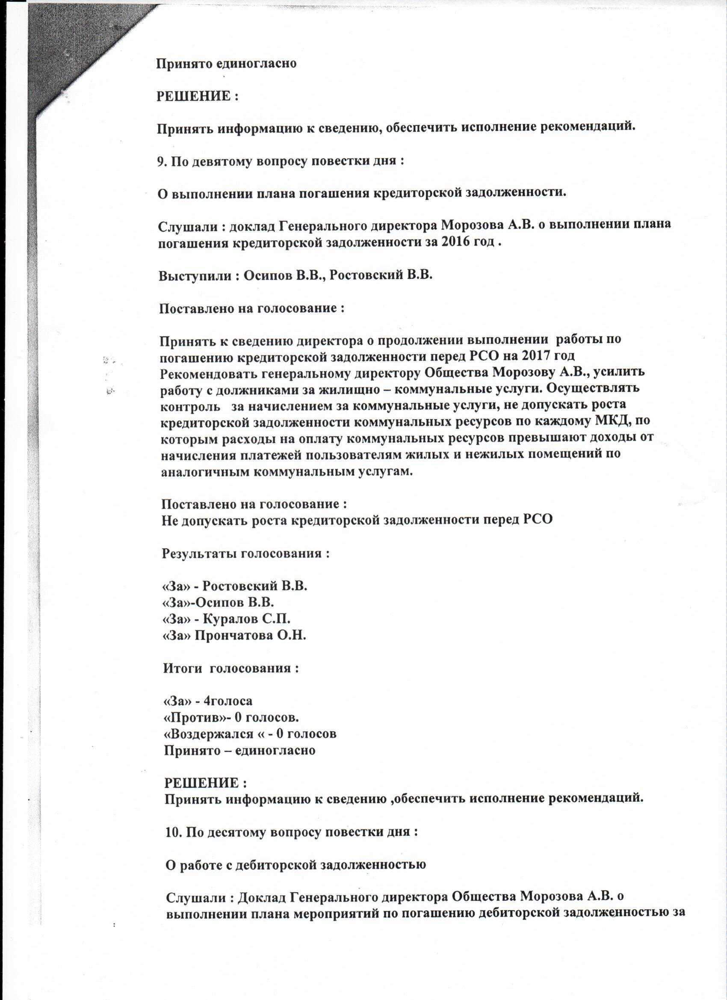 Принято единогласно
РЕШЕНИЕ :
Принять информацию к сведению, обеспечить исполнение рекомендаций.
9. По девятому вопросу повестки дня :
О выполнении плана погашения кредиторской задолженности.
Слушали : доклад Генерального директора Морозова А.В. о выполнении плана
погашения кредиторской задолженности за 2016 год .
Выступили : Осипов В.В., Ростовский В.В.
Поставлено на голосование :
Принять к сведению директора о продолжении выполнении работы по
погашению кредиторской задолженности перед РСО на 2017 год
Рекомендовать генеральному директору Общества Морозову А.В., усилить
работу с должниками за жилищно – коммунальные услуги. Осуществлять
контроль за начислением за коммунальные услуги, не допускать роста
кредиторской задолженности коммунальных ресурсов по каждому МКД, по
которым расходы на оплату коммунальных ресурсов превышают доходы от
начисления платежей пользователям жилых и нежилых помещений по
аналогичным коммунальным услугам.
Поставлено на голосование :
Не допускать роста кредиторской задолженности перед РСО
Результаты голосования :
«За» - Ростовский В.В.
«За»-Осипов В.В.
«За» - Куралов С.П.
«За» Прончатова О.Н.
Итоги голосования :
«За» - 4голоса
«Против»- 0 голосов.
«Воздержался « - 0 голосов
Принято – единогласно
РЕШЕНИЕ :
Принять информацию к сведению ,обеспечить исполнение рекомендаций.
10. По десятому вопросу повестки дня :
О работе с дебиторской задолженностью
Слушали : Доклад Генерального директора Общества Морозова А.В. о
выполнении плана мероприятий по погашению дебиторской задолженностью за